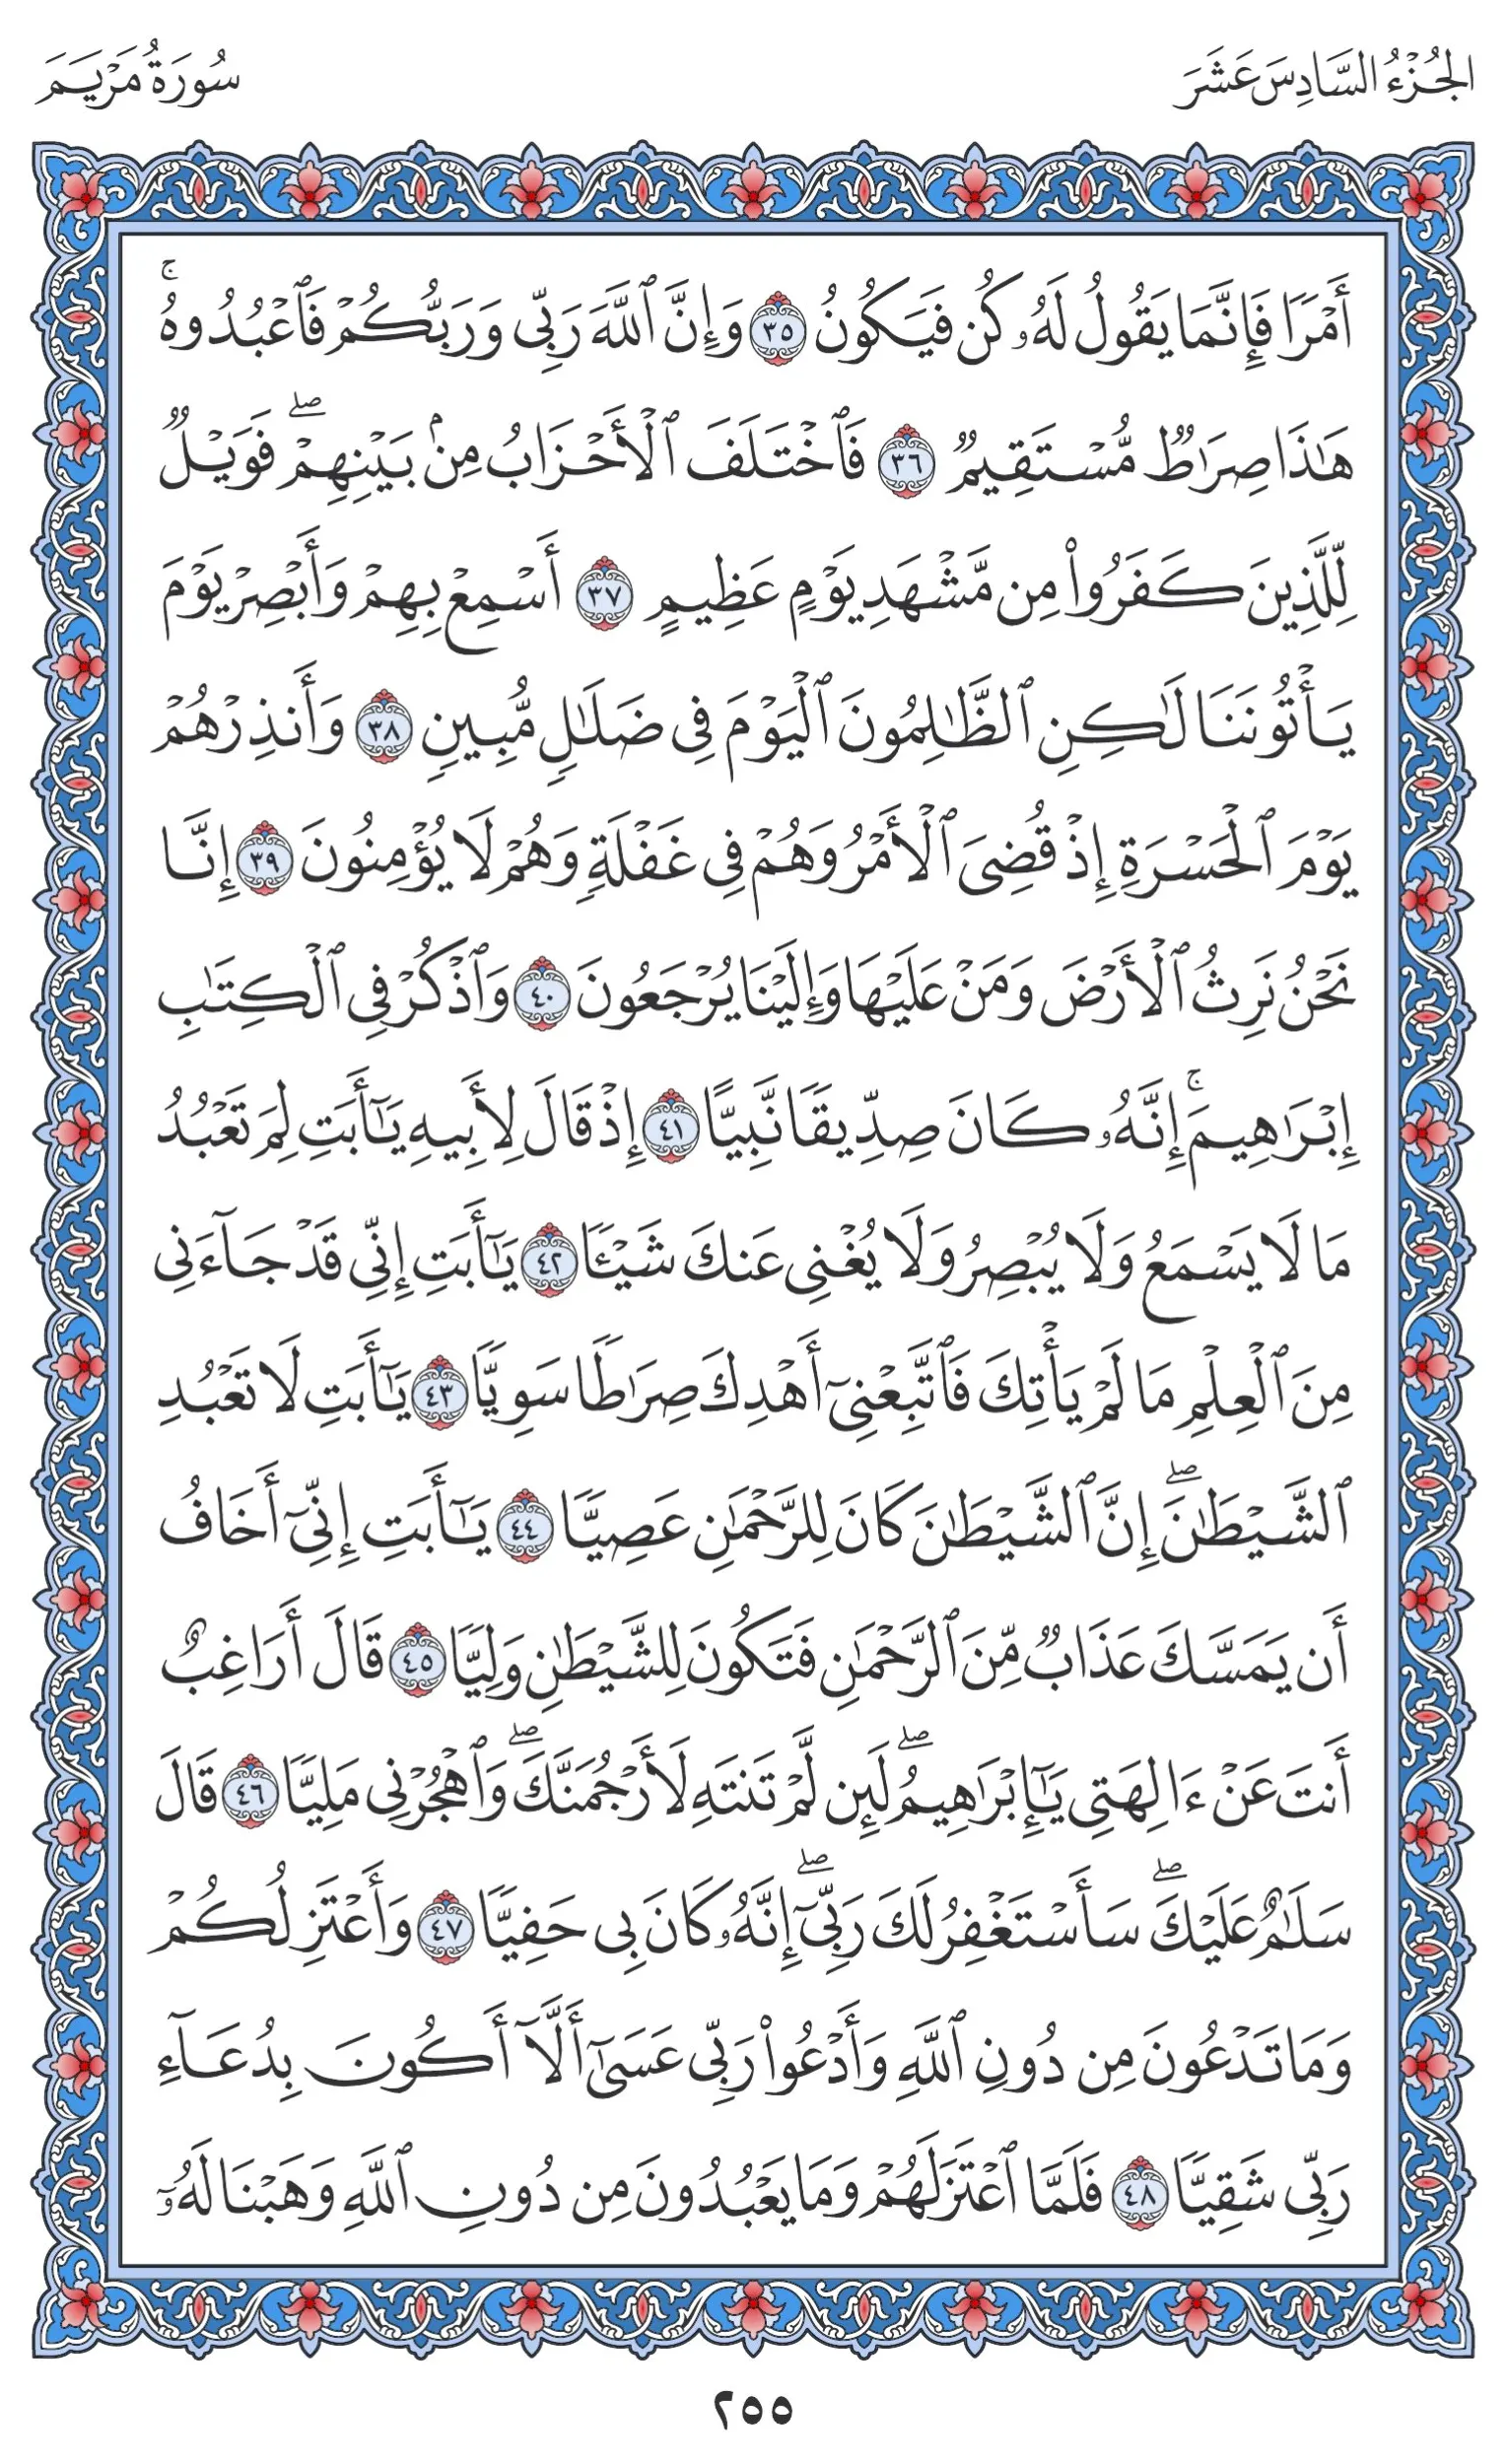 الجُزْءُ السَّادِسَ عَشَرَ
سُورَةُ مَرْيَمَ
أَمْرًا فَإِنَّمَا يَقُولُ لَهُۥ كُن فَيَكُونُ ٣٥ وَإِنَّ ٱللَّهَ رَبِّى وَرَبُّكُمْ فَٱعْبُدُوهُۚ
هَٰذَا صِرَٰطٌ مُّسْتَقِيمٌ ٣٦ فَٱخْتَلَفَ ٱلْأَحْزَابُ مِنۢ بَيْنِهِمْۖ فَوَيْلٌ
لِّلَّذِينَ كَفَرُوا۟ مِن مَّشْهَدِ يَوْمٍ عَظِيمٍ ٣٧ أَسْمِعْ بِهِمْ وَأَبْصِرْ يَوْمَ
يَأْتُونَنَا لَٰكِنِ ٱلظَّٰلِمُونَ ٱلْيَوْمَ فِى ضَلَٰلٍ مُّبِينٍ ٣٨ وَأَنذِرْهُمْ
يَوْمَ ٱلْحَسْرَةِ إِذْ قُضِىَ ٱلْأَمْرُ وَهُمْ فِى غَفْلَةٍ وَهُمْ لَا يُؤْمِنُونَ ٣٩ إِنَّا
نَحْنُ نَرِثُ ٱلْأَرْضَ وَمَنْ عَلَيْهَا وَإِلَيْنَا يُرْجَعُونَ ٤٠ وَٱذْكُرْ فِى ٱلْكِتَٰبِ
إِبْرَٰهِيمَۚ إِنَّهُۥ كَانَ صِدِّيقًا نَّبِيًّا ٤١ إِذْ قَالَ لِأَبِيهِ يَٰٓأَبَتِ لِمَ تَعْبُدُ
مَا لَا يَسْمَعُ وَلَا يُبْصِرُ وَلَا يُغْنِى عَنكَ شَيْـًٔا ٤٢ يَٰٓأَبَتِ إِنِّى قَدْ جَآءَنِى
مِنَ ٱلْعِلْمِ مَا لَمْ يَأْتِكَ فَٱتَّبِعْنِىٓ أَهْدِكَ صِرَٰطًا سَوِيًّا ٤٣ يَٰٓأَبَتِ لَا تَعْبُدِ
ٱلشَّيْطَٰنَۖ إِنَّ ٱلشَّيْطَٰنَ كَانَ لِلرَّحْمَٰنِ عَصِيًّا ٤٤ يَٰٓأَبَتِ إِنِّىٓ أَخَافُ
أَن يَمَسَّكَ عَذَابٌ مِّنَ ٱلرَّحْمَٰنِ فَتَكُونَ لِلشَّيْطَٰنِ وَلِيًّا ٤٥ قَالَ أَرَاغِبٌ
أَنتَ عَنْ ءَالِهَتِى يَٰٓإِبْرَٰهِيمُۖ لَئِن لَّمْ تَنتَهِ لَأَرْجُمَنَّكَۖ وَٱهْجُرْنِى مَلِيًّا ٤٦ قَالَ
سَلَٰمٌ عَلَيْكَۖ سَأَسْتَغْفِرُ لَكَ رَبِّىٓۖ إِنَّهُۥ كَانَ بِى حَفِيًّا ٤٧ وَأَعْتَزِلُكُمْ
وَمَا تَدْعُونَ مِن دُونِ ٱللَّهِ وَأَدْعُوا۟ رَبِّى عَسَىٰٓ أَلَّآ أَكُونَ بِدُعَآءِ
رَبِّى شَقِيًّا ٤٨ فَلَمَّا ٱعْتَزَلَهُمْ وَمَا يَعْبُدُونَ مِن دُونِ ٱللَّهِ وَهَبْنَا لَهُۥٓ
٢٥٥